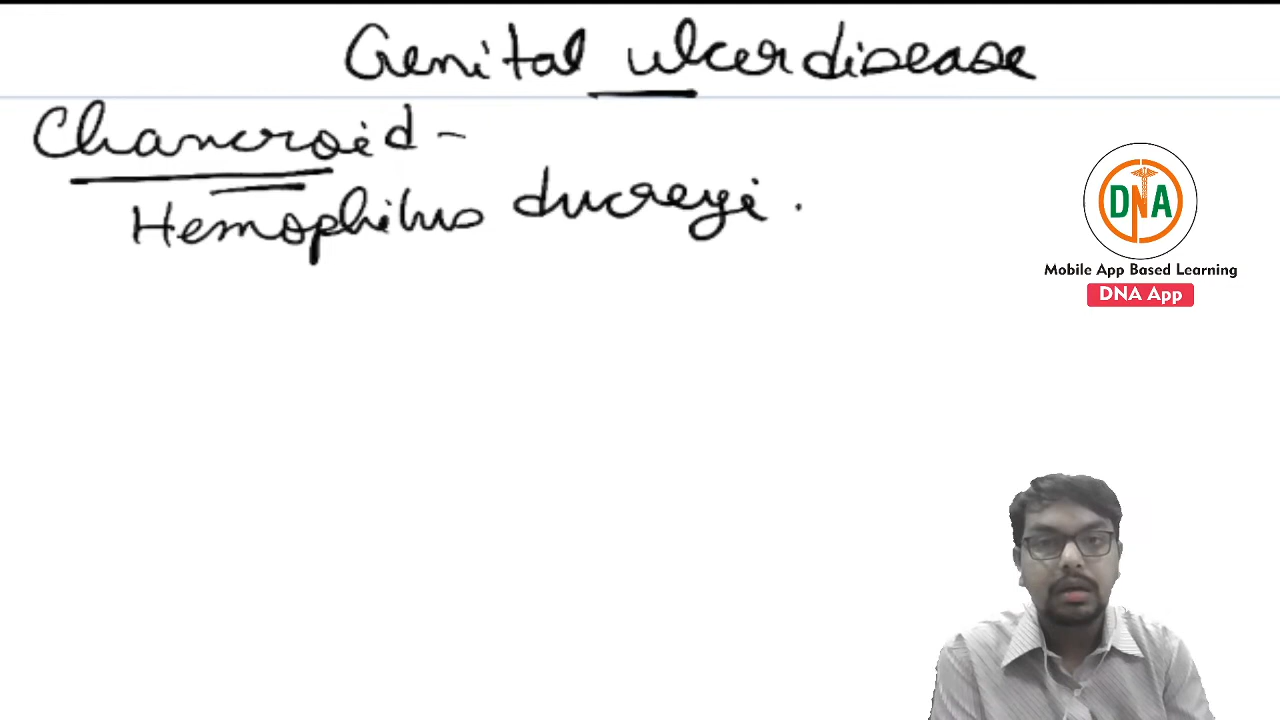 Genital ulcer disease
Chancroid -
Hemophilus ducreyi .
DNA
Mobile App Based Learning
DNA App